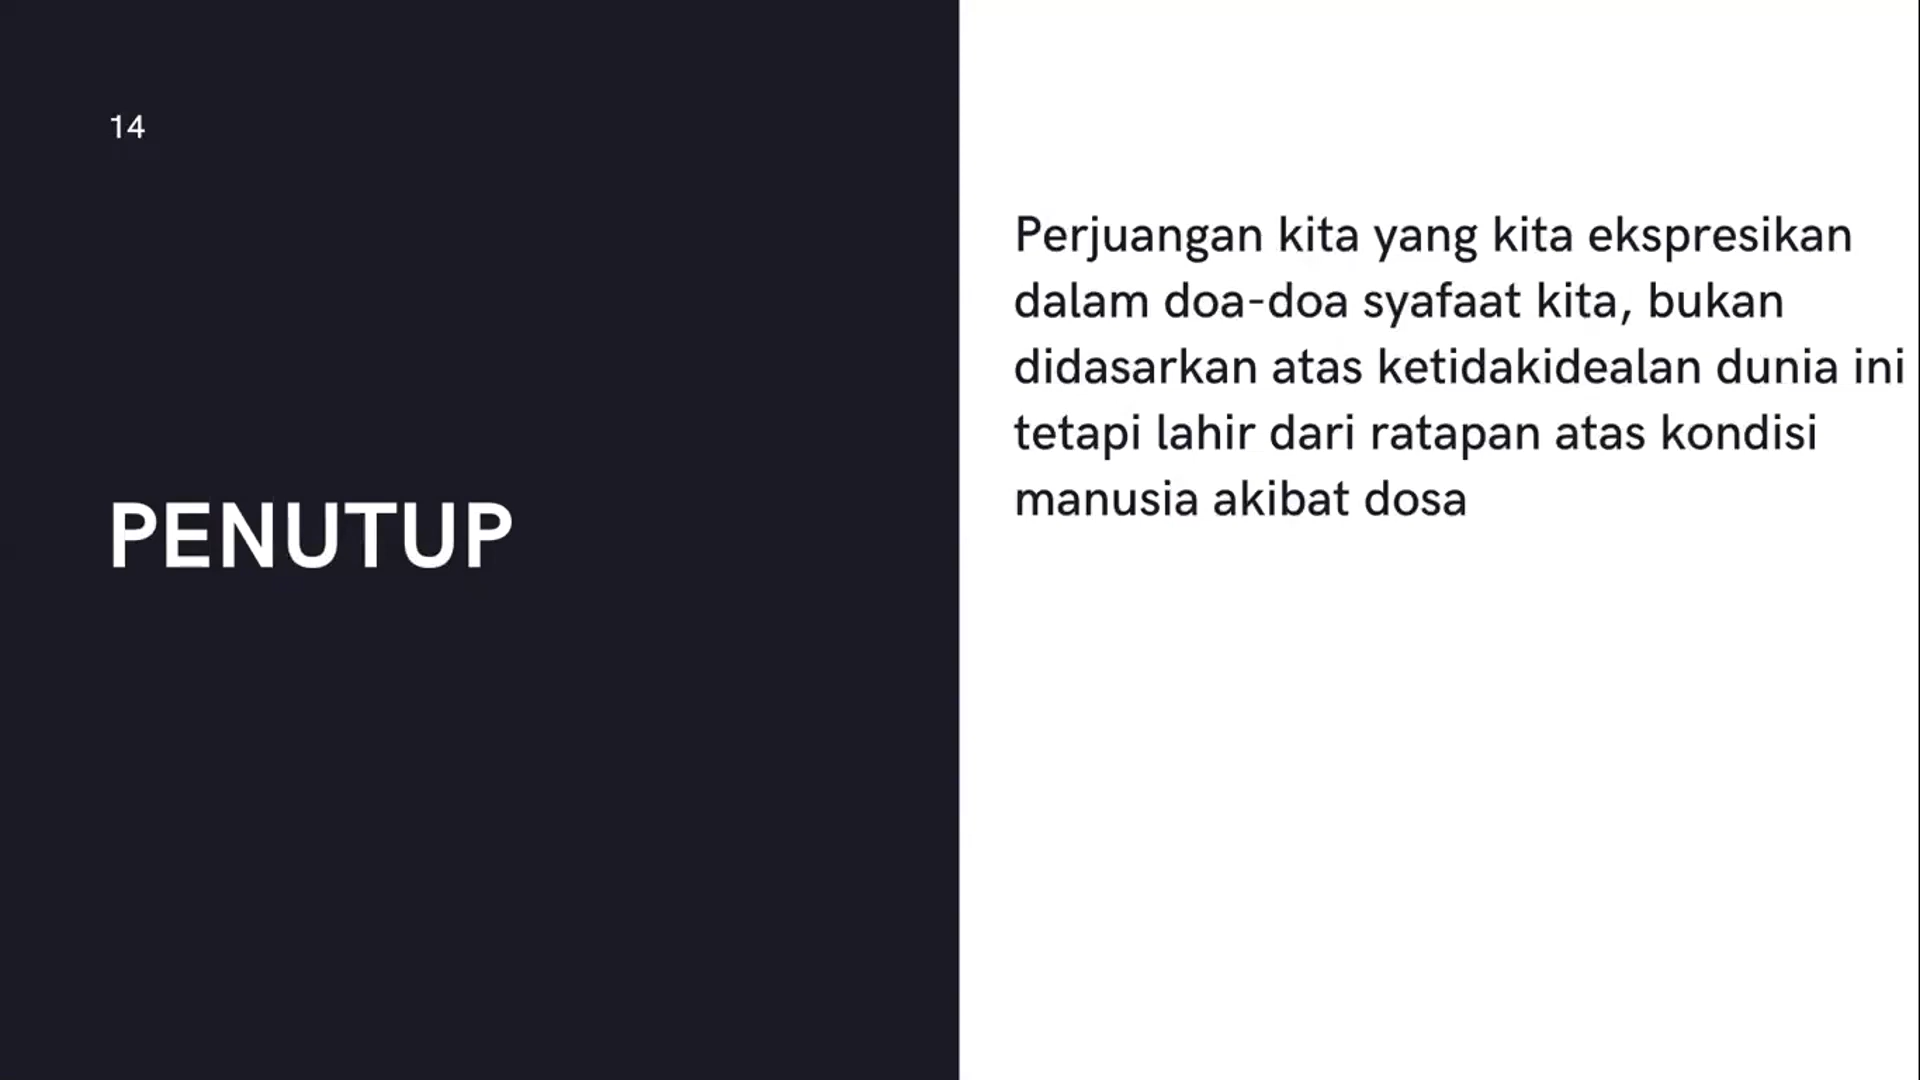 14
PENUTUP
Perjuangan kita yang kita ekspresikan
dalam doa-doa syafaat kita, bukan
didasarkan atas ketidakidealan dunia ini
tetapi lahir dari ratapan atas kondisi
manusia akibat dosa